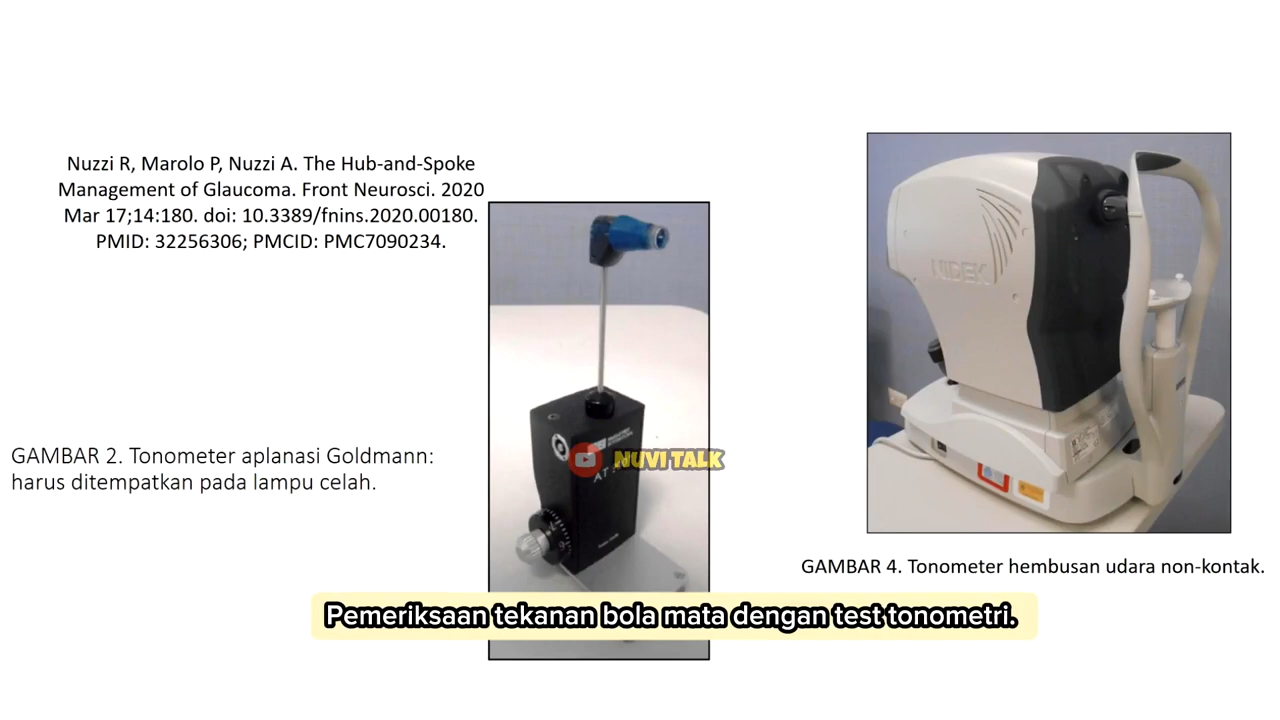 Nuzzi R, Marolo P, Nuzzi A. The Hub-and-Spoke
Management of Glaucoma. Front Neurosci. 2020
Mar 17;14:180. doi: 10.3389/fnins.2020.00180.
PMID: 32256306; PMCID: PMC7090234.
NIDEK
GAMBAR 2. Tonometer aplanasi Goldmann:
harus ditempatkan pada lampu celah.
NUVI TALK
AT
GAMBAR 4. Tonometer hembusan udara non-kontak.
Pemeriksaan tekanan bola mata dengan test tonometri.